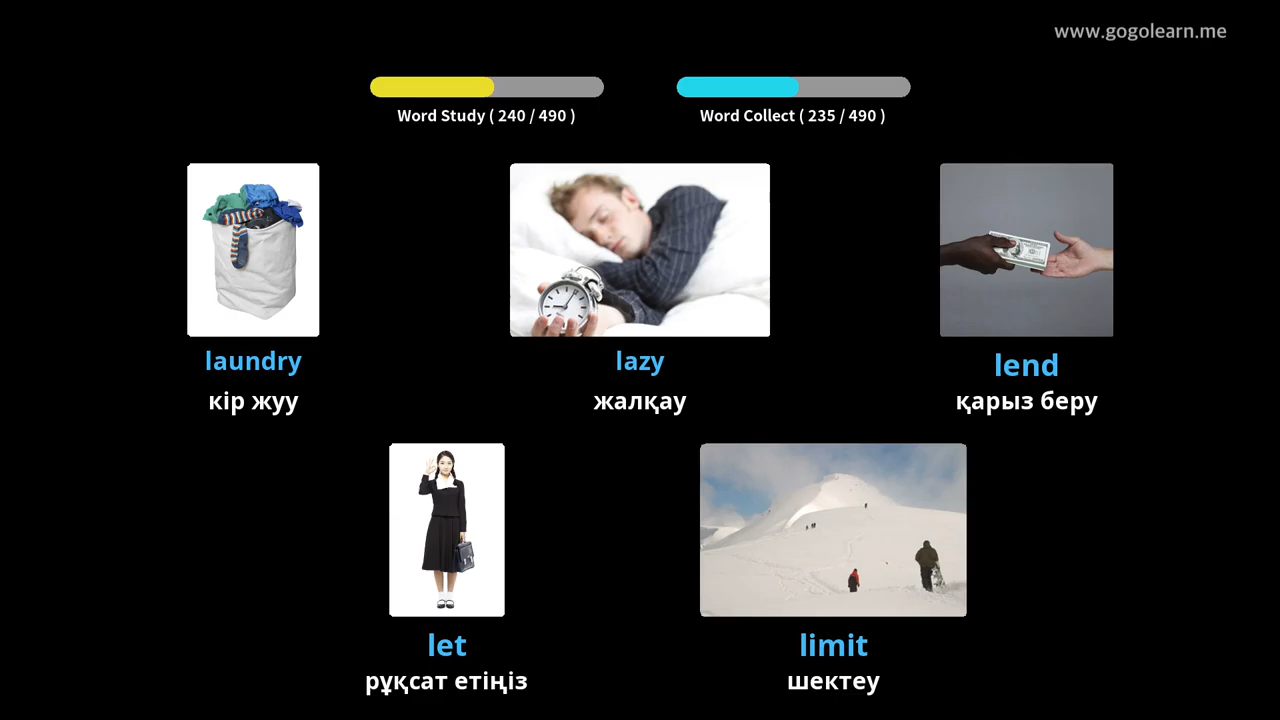 www.gogolearn.me
Word Study ( 240 / 490 )
Word Collect ( 235 / 490 )
laundry
кір жуу
lazy
жалқау
lend
қарыз беру
let
рұқсат етіңіз
limit
шектеу